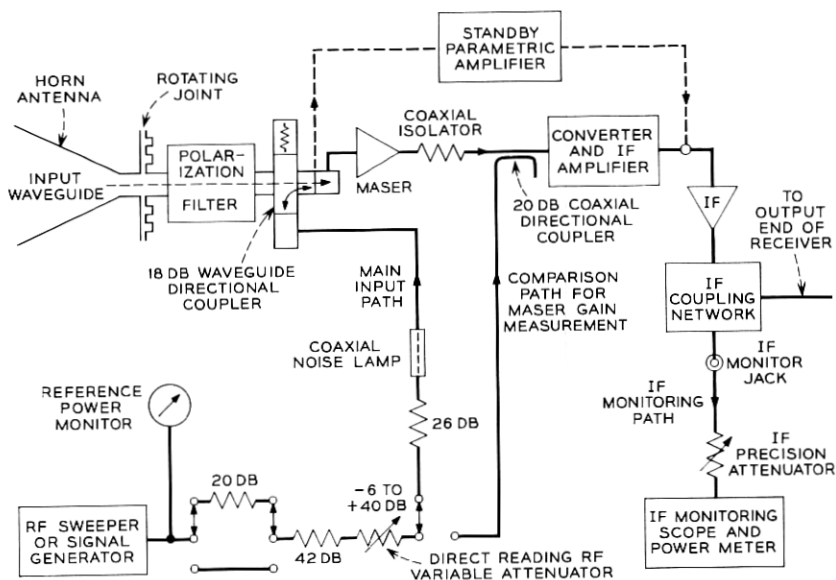 STANDBY
PARAMETRIC
AMPLIFIER
HORN
ANTENNA
ROTATING
JOINT
COAXIAL
ISOLATOR
CONVERTER
AND IF
AMPLIFIER
INPUT
WAVEGUIDE
POLAR-
IZATION
FILTER
MASER
20 DB COAXIAL
DIRECTIONAL
COUPLER
IF
TO
OUTPUT
END OF
RECEIVER
18 DB WAVEGUIDE
DIRECTIONAL
COUPLER
MAIN
INPUT
PATH
COMPARISON
PATH FOR
MASER GAIN
MEASUREMENT
IF
COUPLING
NETWORK
COAXIAL
NOISE LAMP
IF
MONITOR
JACK
REFERENCE
POWER
MONITOR
26 DB
IF
MONITORING
PATH
IF
PRECISION
ATTENUATOR
20 DB
-6 TO
+40 DB
RF SWEEPER
OR SIGNAL
GENERATOR
42 DB
DIRECT READING RF
VARIABLE ATTENUATOR
IF MONITORING
SCOPE AND
POWER METER